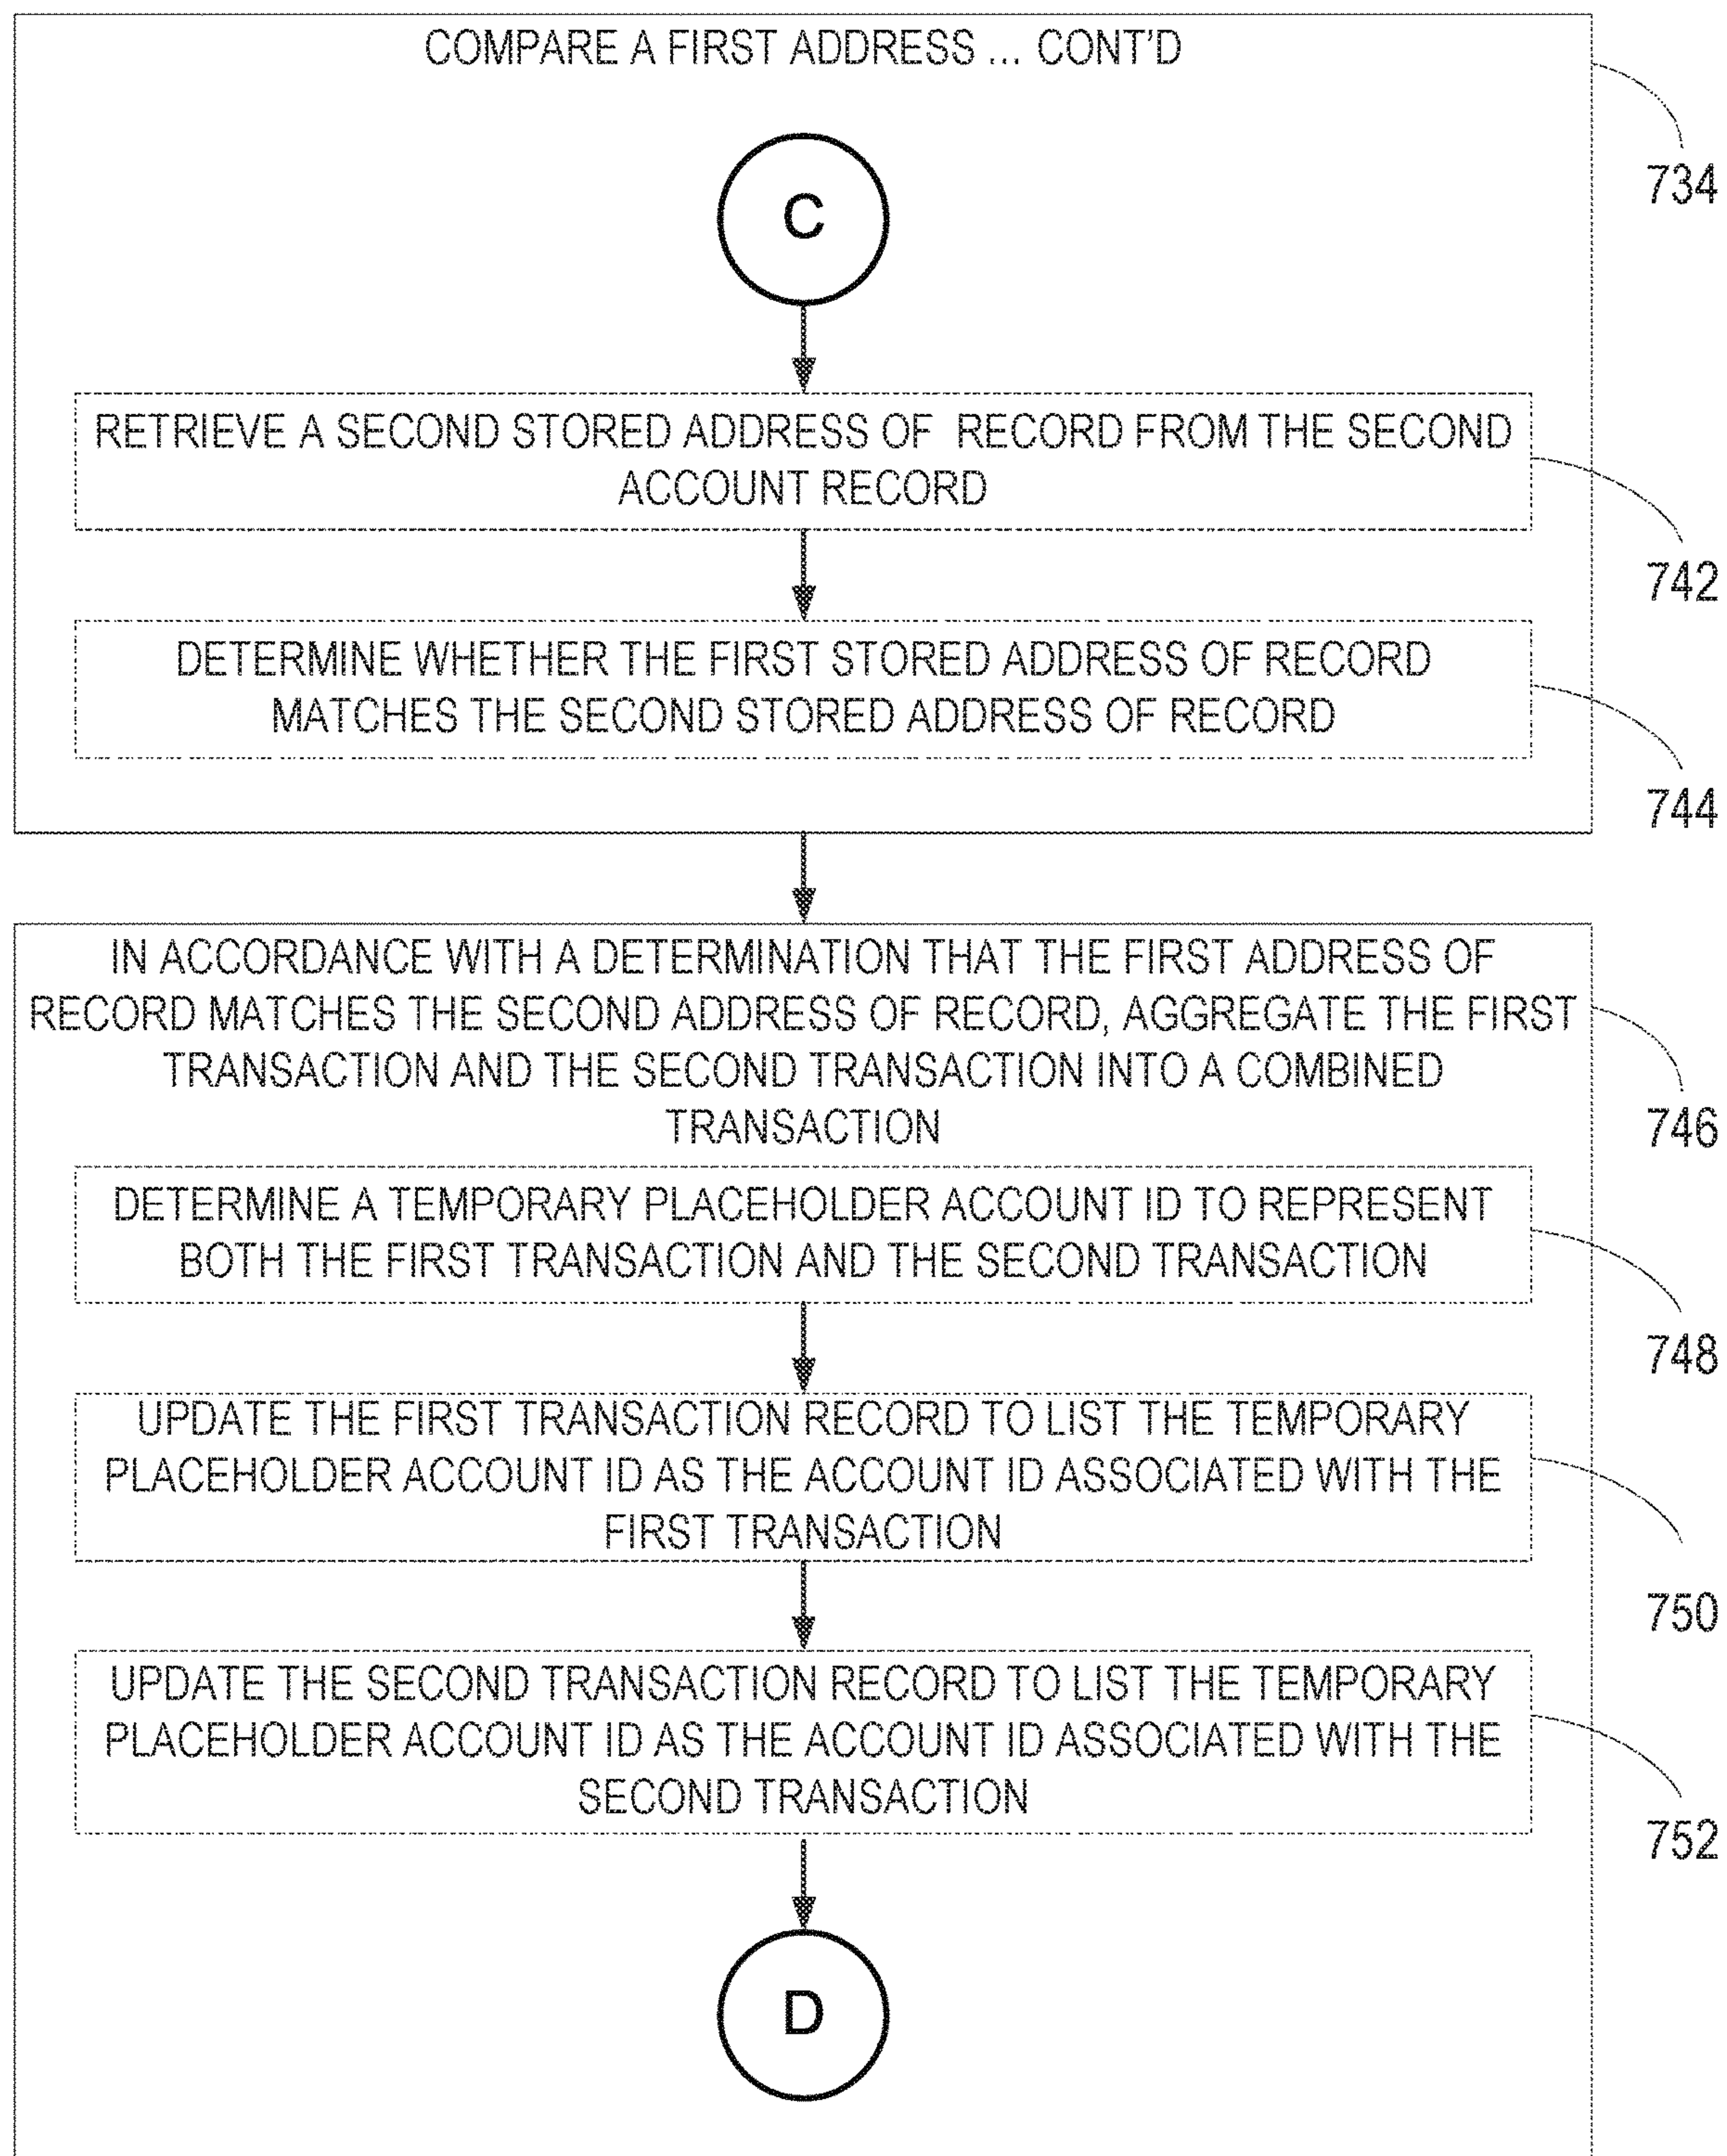 COMPARE A FIRST ADDRESS ... CONT'D
734
C
RETRIEVE A SECOND STORED ADDRESS OF RECORD FROM THE SECOND
ACCOUNT RECORD
742
DETERMINE WHETHER THE FIRST STORED ADDRESS OF RECORD
MATCHES THE SECOND STORED ADDRESS OF RECORD
744
IN ACCORDANCE WITH A DETERMINATION THAT THE FIRST ADDRESS OF
RECORD MATCHES THE SECOND ADDRESS OF RECORD, AGGREGATE THE FIRST
TRANSACTION AND THE SECOND TRANSACTION INTO A COMBINED
TRANSACTION
746
DETERMINE A TEMPORARY PLACEHOLDER ACCOUNT ID TO REPRESENT
BOTH THE FIRST TRANSACTION AND THE SECOND TRANSACTION
748
UPDATE THE FIRST TRANSACTION RECORD TO LIST THE TEMPORARY
PLACEHOLDER ACCOUNT ID AS THE ACCOUNT ID ASSOCIATED WITH THE
FIRST TRANSACTION
750
UPDATE THE SECOND TRANSACTION RECORD TO LIST THE TEMPORARY
PLACEHOLDER ACCOUNT ID AS THE ACCOUNT ID ASSOCIATED WITH THE
SECOND TRANSACTION
752
D